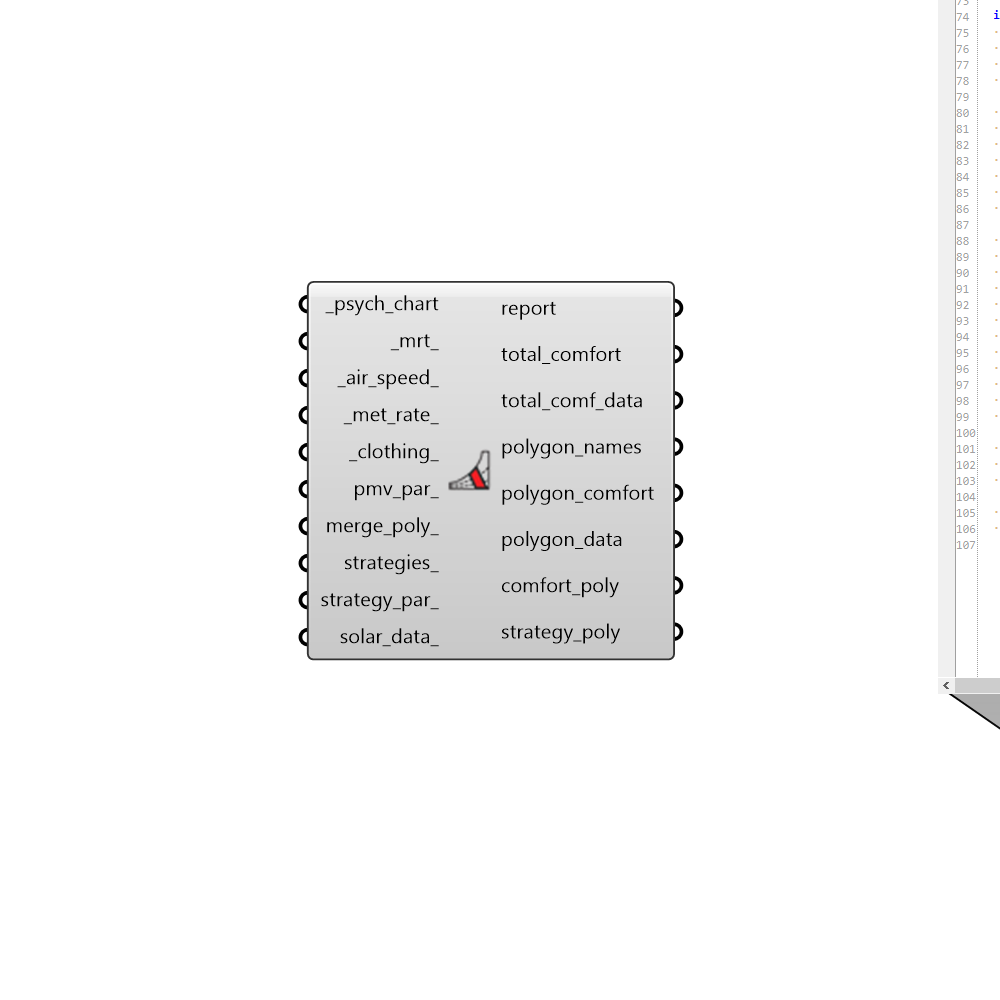 _psych_chart
_mrt_
_air_speed_
_met_rate_
_clothing_
pmv_par_
merge_poly_
strategies_
strategy_par_
solar_data_
report
total_comfort
total_comf_data
polygon_names
polygon_comfort
polygon_data
comfort_poly
strategy_poly
73
74 i
75
76
77
78
79
80
81
82
83
84
85
86
87
88
89
90
91
92
93
94
95
96
97
98
99
100
101
102
103
104
105
106
107